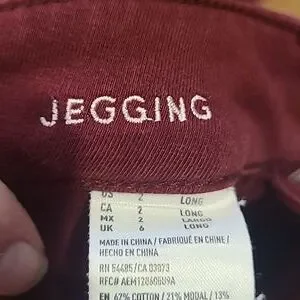 JEGGING
US 2 LONG
CA 2 LONG
MX 2 LARGO
UK 6 LONG
MADE IN CHINA / FABRIQUÉ EN CHINE /
HECHO EN CHINA
RN 54485/CA 03073
EN 62% COTTON / 21% MODAL / 13%